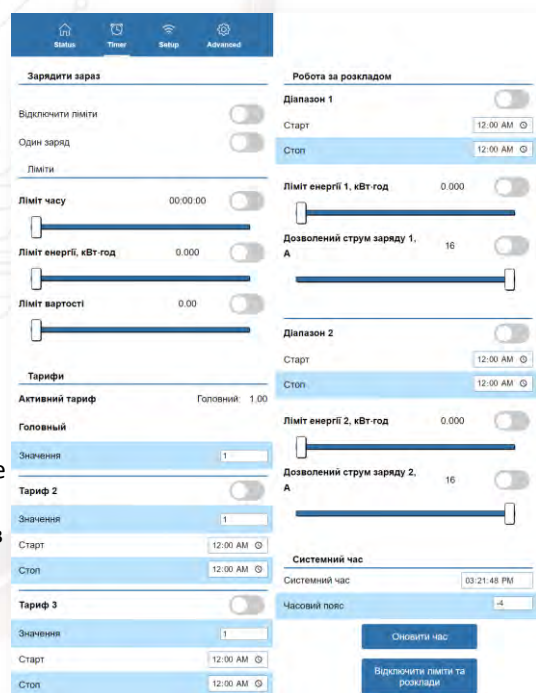 Status Timer Setup Advanced
Зарядити зараз
Відключити ліміти
Один заряд
Ліміти
Ліміт часу 00:00:00
Ліміт енергії, кВт·год 0.000
Ліміт вартості 0.00
Тарифи
Активний тариф Головний: 1.00
Головный
Значення 1
Тариф 2
Значення 1
Старт 12:00 AM
Стоп 12:00 AM
Тариф 3
Значення 1
Старт 12:00 AM
Стоп 12:00 AM
е
в
Робота за розкладом
Діапазон 1
Старт 12:00 AM
Стоп 12:00 AM
Ліміт енергії 1, кВт·год 0.000
Дозволений струм заряду 1, 16
А
Діапазон 2
Старт 12:00 AM
Стоп 12:00 AM
Ліміт енергії 2, кВт·год 0.000
Дозволений струм заряду 2, 16
А
Системний час
Системний час 03:21:48 PM
Часовий пояс -4
Оновити час
Відключити ліміти та
розклади